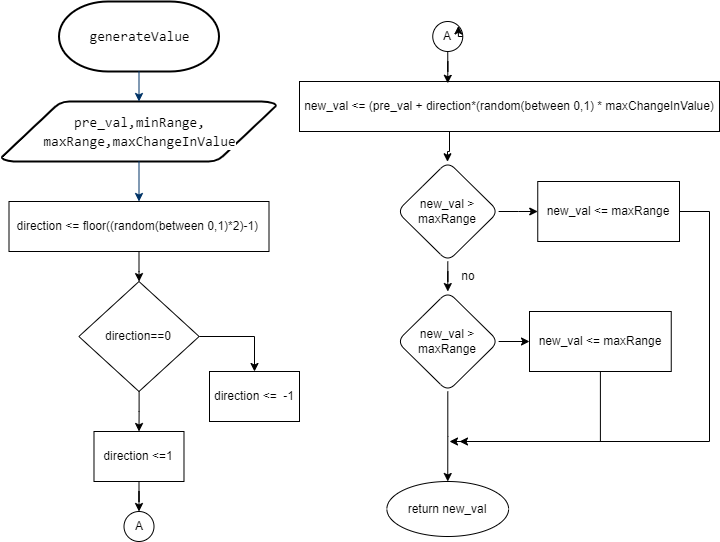 generateValue
pre_val,minRange,
maxRange,maxChangeInValue
direction <= floor((random(between 0,1)*2)-1)
direction==0
direction <=  -1
direction <=1
A
A
new_val <= (pre_val + direction*(random(between 0,1) * maxChangeInValue)
new_val >
maxRange
new_val <= maxRange
no
new_val >
maxRange
new_val <= maxRange
return new_val